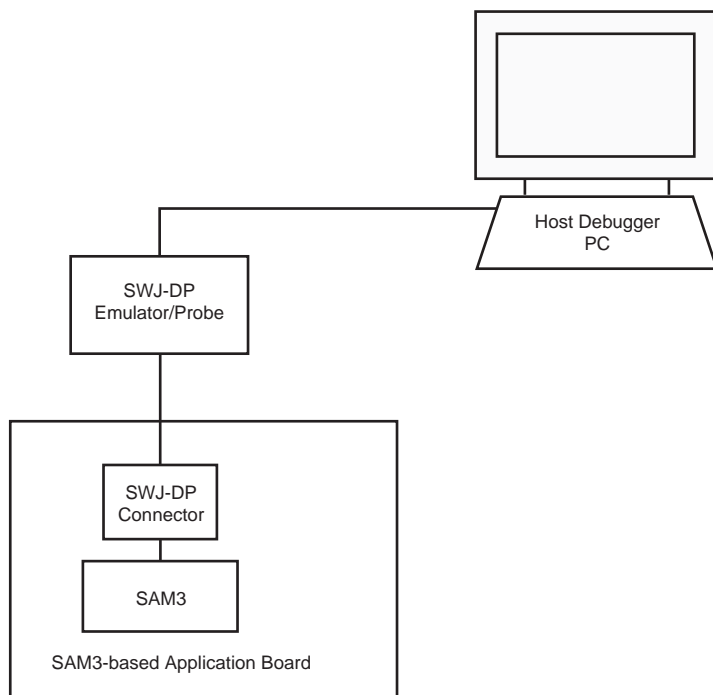 Host Debugger
PC
SWJ-DP
Emulator/Probe
SWJ-DP
Connector
SAM3
SAM3-based Application Board